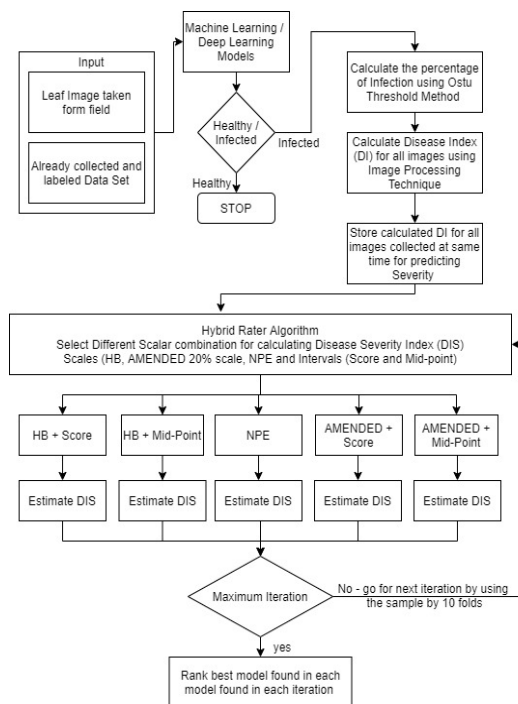 Machine Learning /
Deep Learning
Models
Input
Leaf Image taken
form field
Already collected and
labeled Data Set
Healthy /
Infected
Infected
Healthy
STOP
Calculate the percentage
of Infection using Ostu
Threshold Method
Calculate Disease Index
(DI) for all images using
Image Processing
Technique
Store calculated DI for all
images collected at same
time for predicting
Severity
Hybrid Rater Algorithm
Select Different Scalar combination for calculating Disease Severity Index (DIS)
Scales (HB, AMENDED 20% scale, NPE and Intervals (Score and Mid-point)
HB + Score
HB + Mid-Point
NPE
AMENDED +
Score
AMENDED +
Mid-Point
Estimate DIS
Estimate DIS
Estimate DIS
Estimate DIS
Estimate DIS
Maximum Iteration
No - go for next iteration by using
the sample by 10 folds
yes
Rank best model found in each
model found in each iteration